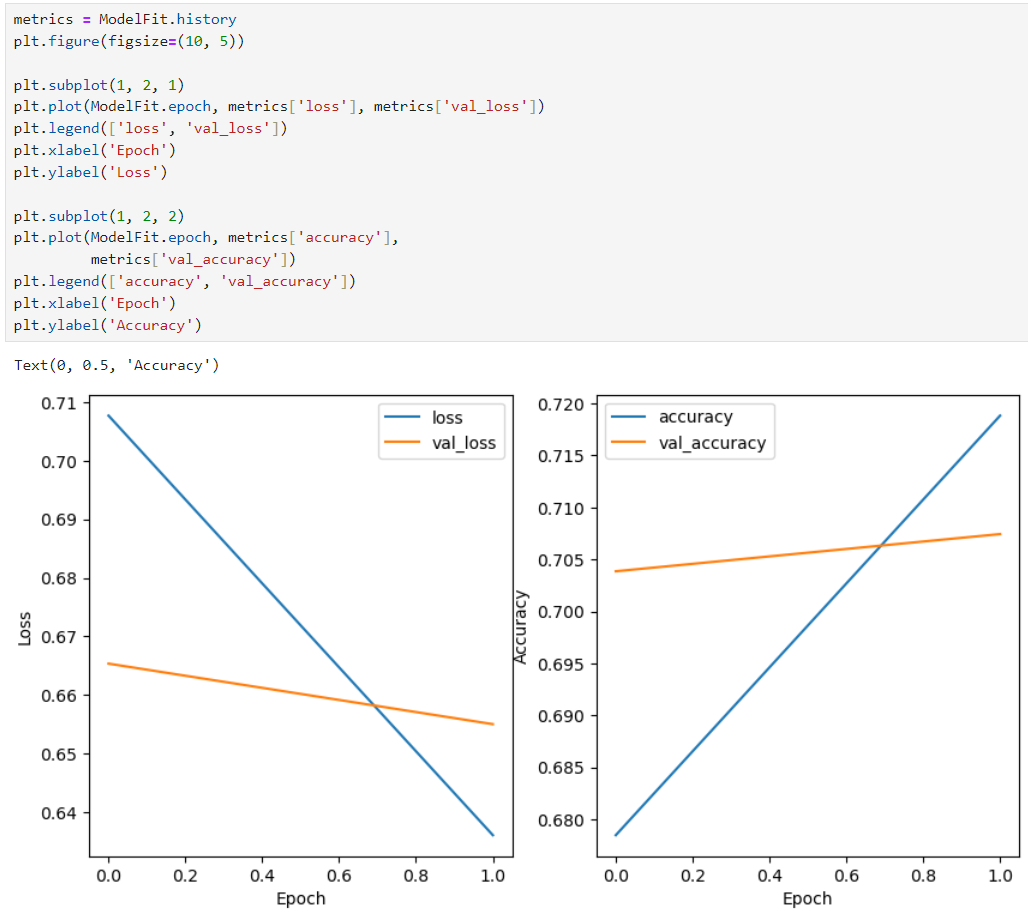 metrics = ModelFit.history
plt.figure(figsize=(10, 5))
plt.subplot(1, 2, 1)
plt.plot(ModelFit.epoch, metrics['loss'], metrics['val_loss'])
plt.legend(['loss', 'val_loss'])
plt.xlabel('Epoch')
plt.ylabel('Loss')
plt.subplot(1, 2, 2)
plt.plot(ModelFit.epoch, metrics['accuracy'],
metrics['val_accuracy'])
plt.legend(['accuracy', 'val_accuracy'])
plt.xlabel('Epoch')
plt.ylabel('Accuracy')
Text(0, 0.5, 'Accuracy')
0.71
0.70
0.69
0.68
0.67
0.66
0.65
0.64
Loss
loss
val_loss
0.0 0.2 0.4 0.6 0.8 1.0
Epoch
0.720
0.715
0.710
0.705
0.700
0.695
0.690
0.685
0.680
Accuracy
accuracy
val_accuracy
0.0 0.2 0.4 0.6 0.8 1.0
Epoch